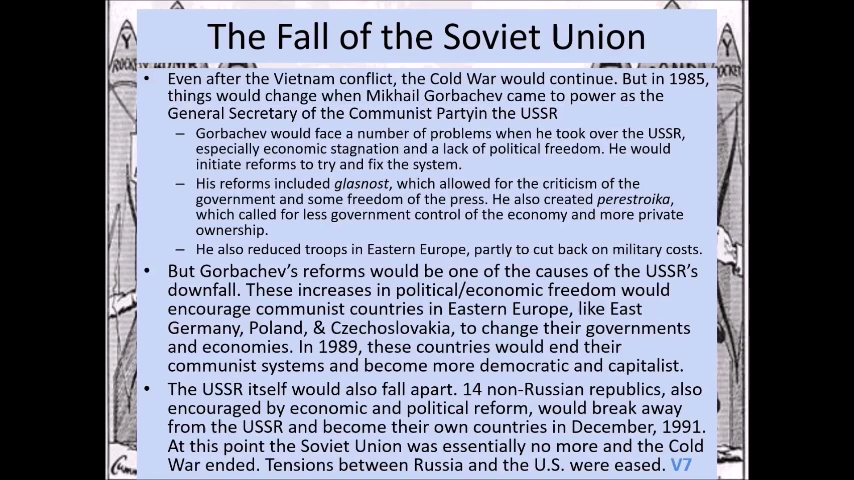 The Fall of the Soviet Union
• Even after the Vietnam conflict, the Cold War would continue. But in 1985,
things would change when Mikhail Gorbachev came to power as the
General Secretary of the Communist Partyin the USSR
– Gorbachev would face a number of problems when he took over the USSR,
especially economic stagnation and a lack of political freedom. He would
initiate reforms to try and fix the system.
– His reforms included glasnost, which allowed for the criticism of the
government and some freedom of the press. He also created perestroika,
which called for less government control of the economy and more private
ownership.
– He also reduced troops in Eastern Europe, partly to cut back on military costs.
• But Gorbachev's reforms would be one of the causes of the USSR's
downfall. These increases in political/economic freedom would
encourage communist countries in Eastern Europe, like East
Germany, Poland, & Czechoslovakia, to change their governments
and economies. In 1989, these countries would end their
communist systems and become more democratic and capitalist.
• The USSR itself would also fall apart. 14 non-Russian republics, also
encouraged by economic and political reform, would break away
from the USSR and become their own countries in December, 1991.
At this point the Soviet Union was essentially no more and the Cold
War ended. Tensions between Russia and the U.S. were eased. V7